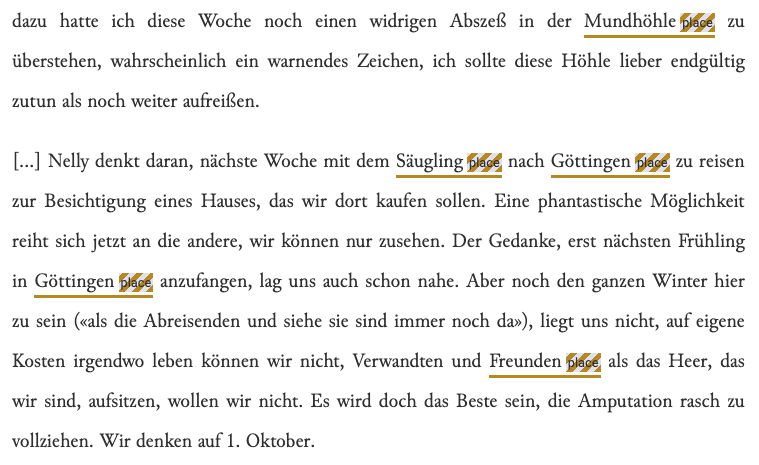 dazu hatte ich diese Woche noch einen widrigen Abszeß in der Mundhöhle place zu
überstehen, wahrscheinlich ein warnendes Zeichen, ich sollte diese Höhle lieber endgültig
zutun als noch weiter aufreißen.
[...] Nelly denkt daran, nächste Woche mit dem Säugling place nach Göttingen place zu reisen
zur Besichtigung eines Hauses, das wir dort kaufen sollen. Eine phantastische Möglichkeit
reiht sich jetzt an die andere, wir können nur zusehen. Der Gedanke, erst nächsten Frühling
in Göttingen place anzufangen, lag uns auch schon nahe. Aber noch den ganzen Winter hier
zu sein («als die Abreisenden und siehe sie sind immer noch da»), liegt uns nicht, auf eigene
Kosten irgendwo leben können wir nicht, Verwandten und Freunden place als das Heer, das
wir sind, aufsitzen, wollen wir nicht. Es wird doch das Beste sein, die Amputation rasch zu
vollziehen. Wir denken auf 1. Oktober.